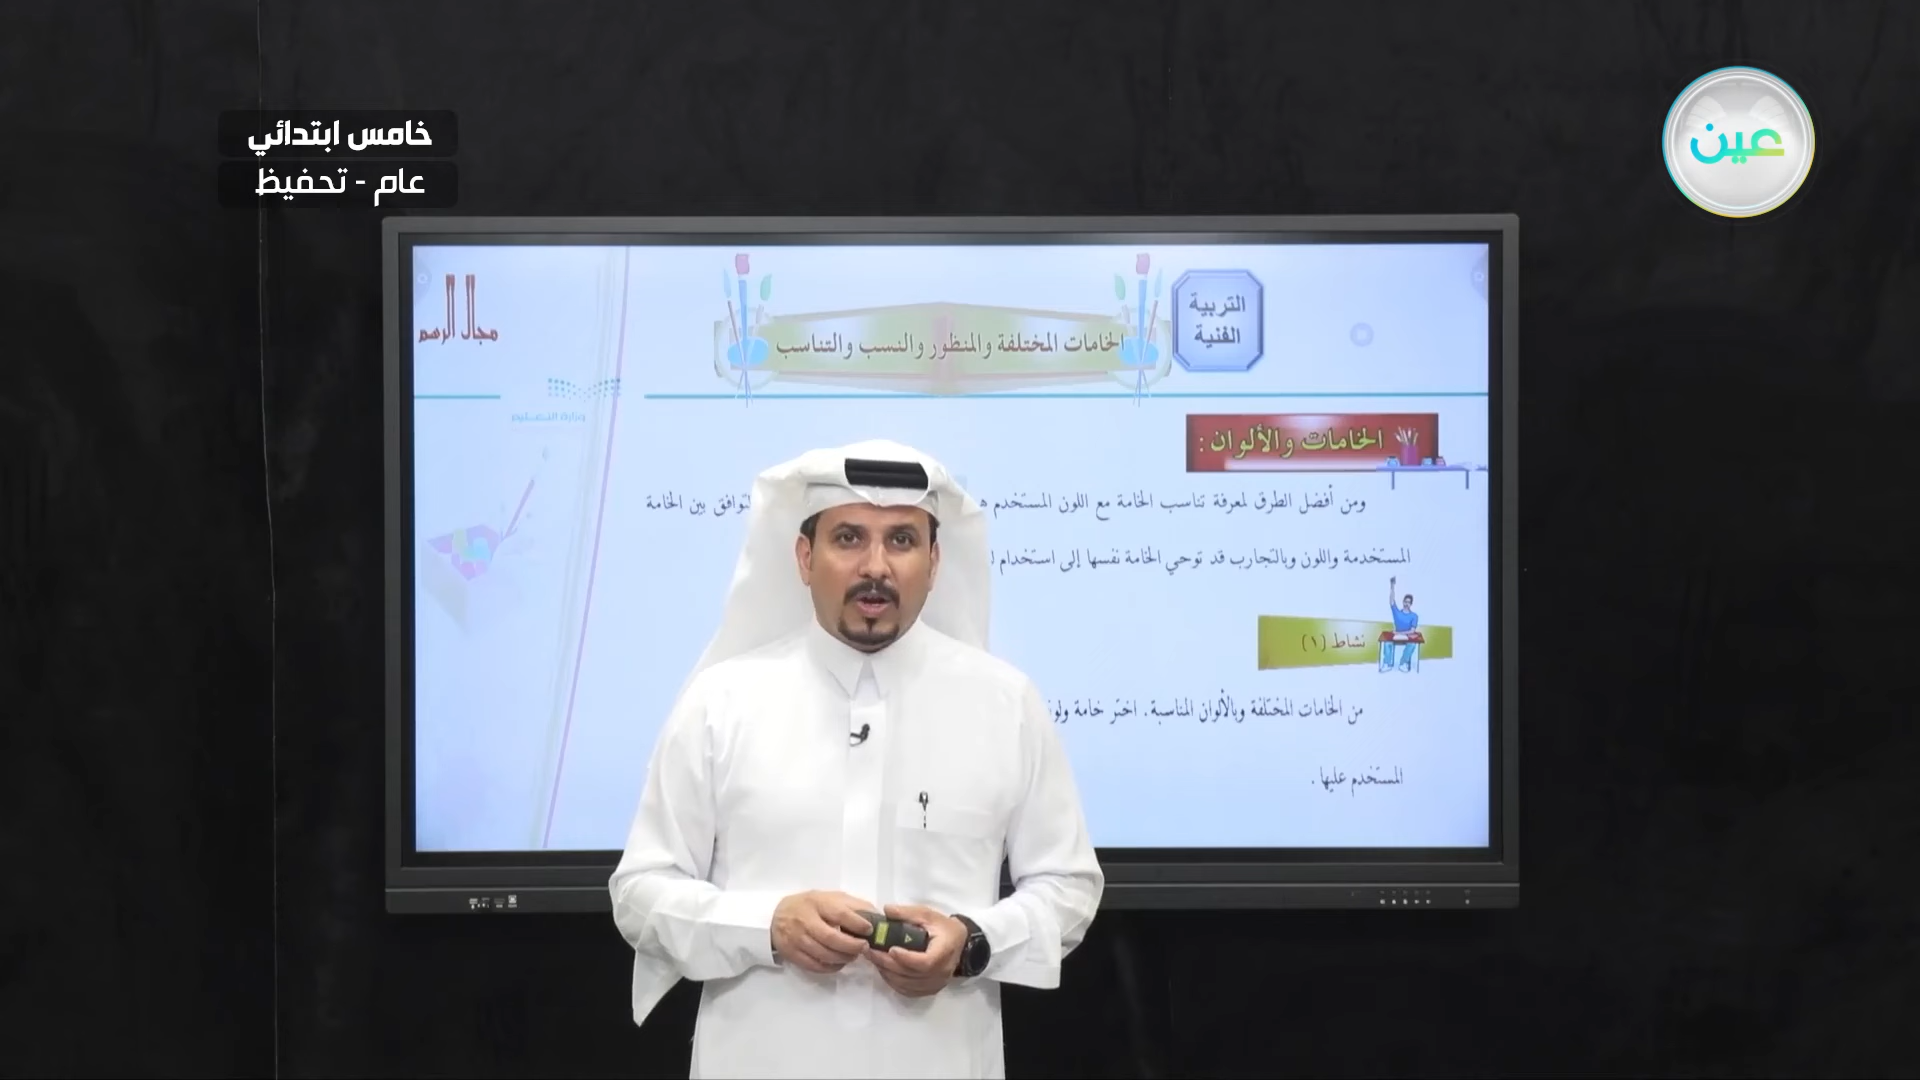 خامس ابتدائي
عام - تحفيظ
عين
التربية
الفنية
الخامات المختلفة والمنظور والنسب والتناسب
مجال الرسم
وزارة التعليم
الخامات والألوان :
ومن أفضل الطرق لمعرفة تناسب الخامة مع اللون المستخدم التوافق بين الخامة
المستخدمة واللون وبالتجارب قد توحي الخامة نفسها إلى استخدام
نشاط (١)
من الخامات المختلفة وبالألوان المناسبة . اختر خامة
المستخدم عليها .